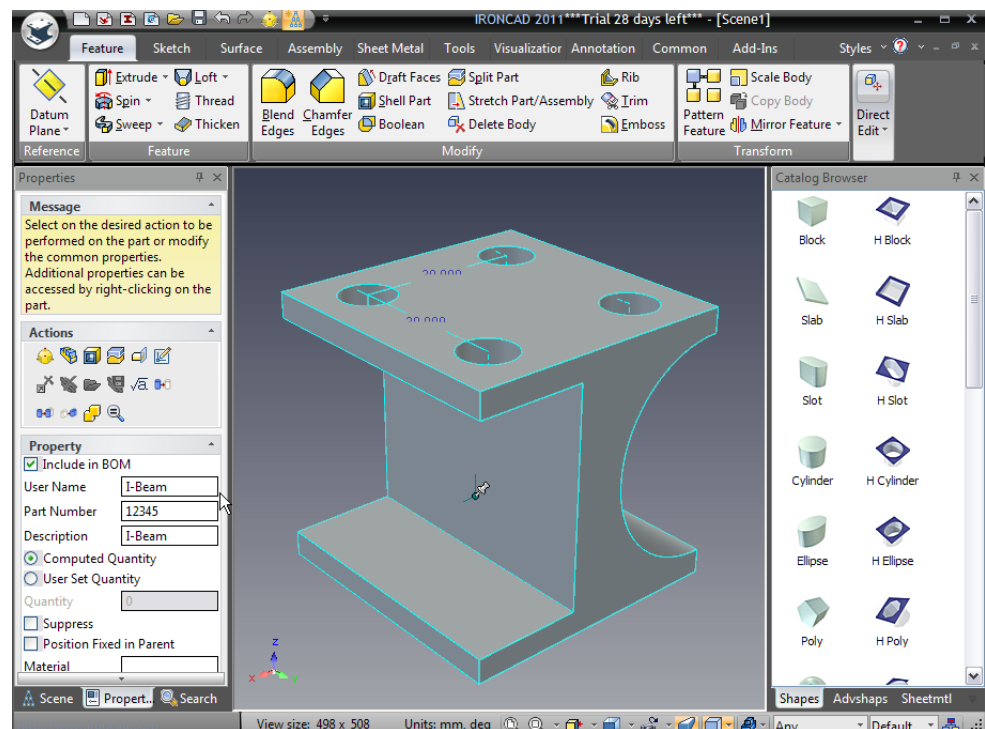 IRONCAD 2011***Trial 28 days left*** - [Scene1]
Feature Sketch Surface Assembly Sheet Metal Tools Visualizatior Annotation Common Add-Ins Styles
Extrude Loft Draft Faces Split Part Rib Scale Body
Spin Thread Shell Part Stretch Part/Assembly Trim Copy Body
Sweep Thicken Boolean Delete Body Emboss Mirror Feature
Datum Plane
Blend Edges
Chamfer Edges
Pattern Feature
Direct Edit
Reference Feature Modify Transform
Properties
Message
Select on the desired action to be
performed on the part or modify
the common properties.
Additional properties can be
accessed by right-clicking on the
part.
Actions
Property
Include in BOM
User Name I-Beam
Part Number 12345
Description I-Beam
Computed Quantity
User Set Quantity
Quantity 0
Suppress
Position Fixed in Parent
Material
Scene Propert... Search
z
x y
Catalog Browser
Block H Block
Slab H Slab
Slot H Slot
Cylinder H Cylinder
Ellipse H Ellipse
Poly H Poly
Shapes Advshaps Sheetmtl
View size: 498 x 508 Units: mm, deg Any Default